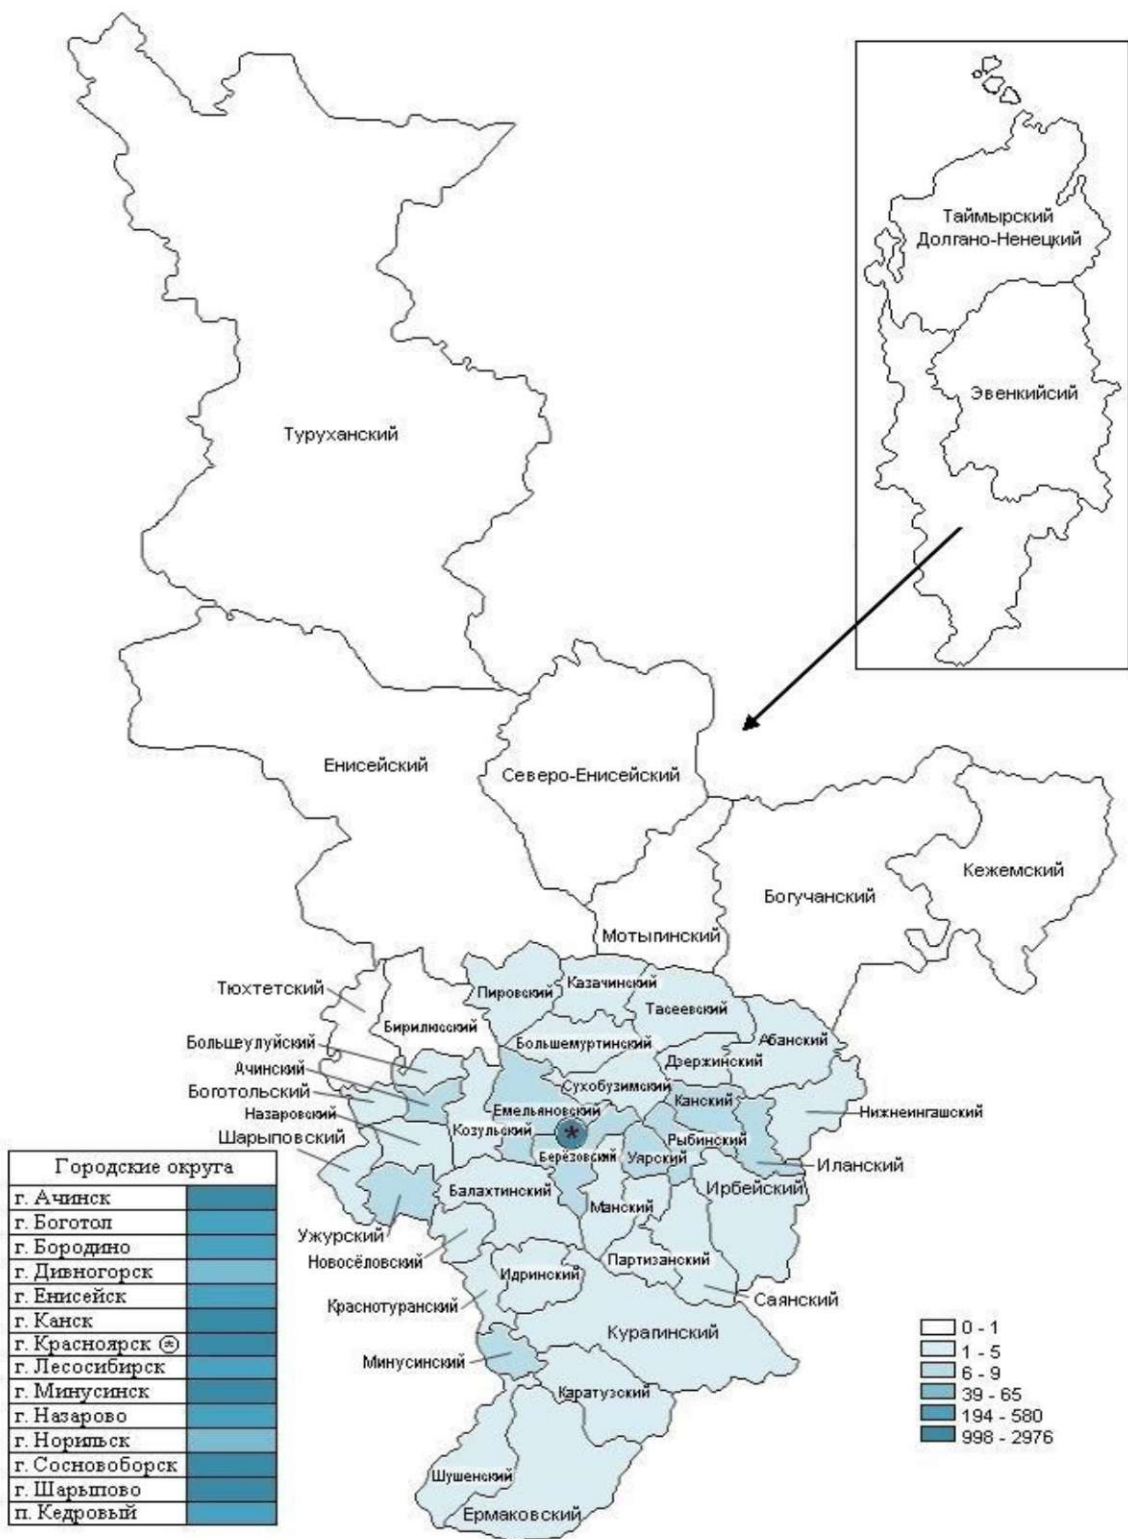 Таймырский
Долгано-Ненецкий
Эвенкийсий
Туруханский
Енисейский
Северо-Енисейский
Кежемский
Богучанский
Мотыгинский
Тюхтетский
Пировский
Казачинский
Тасеевский
Бирилюсский
Большеулуйский
Большемуртинский
Абанский
Ачинский
Дзержинский
Боготольский
Сухобузимский
Назаровский
Емельяновский
Канский
Нижнеингашский
Шарыповский
Козульский
Рыбинский
Берёзовский
Уярский
Иланский
Балахтинский
Ирбейский
Манский
Ужурский
Новосёловский
Партизанский
Идринский
Саянский
Краснотуранский
Курагинский
Минусинский
Каратузский
Шушенский
Ермаковский
Городские округа
г. Ачинск
г. Боготол
г. Бородино
г. Дивногорск
г. Енисейск
г. Канск
г. Красноярск
г. Лесосибирск
г. Минусинск
г. Назарово
г. Норильск
г. Сосновоборск
г. Шарыпово
п. Кедровый
0 - 1
1 - 5
6 - 9
39 - 65
194 - 580
998 - 2976